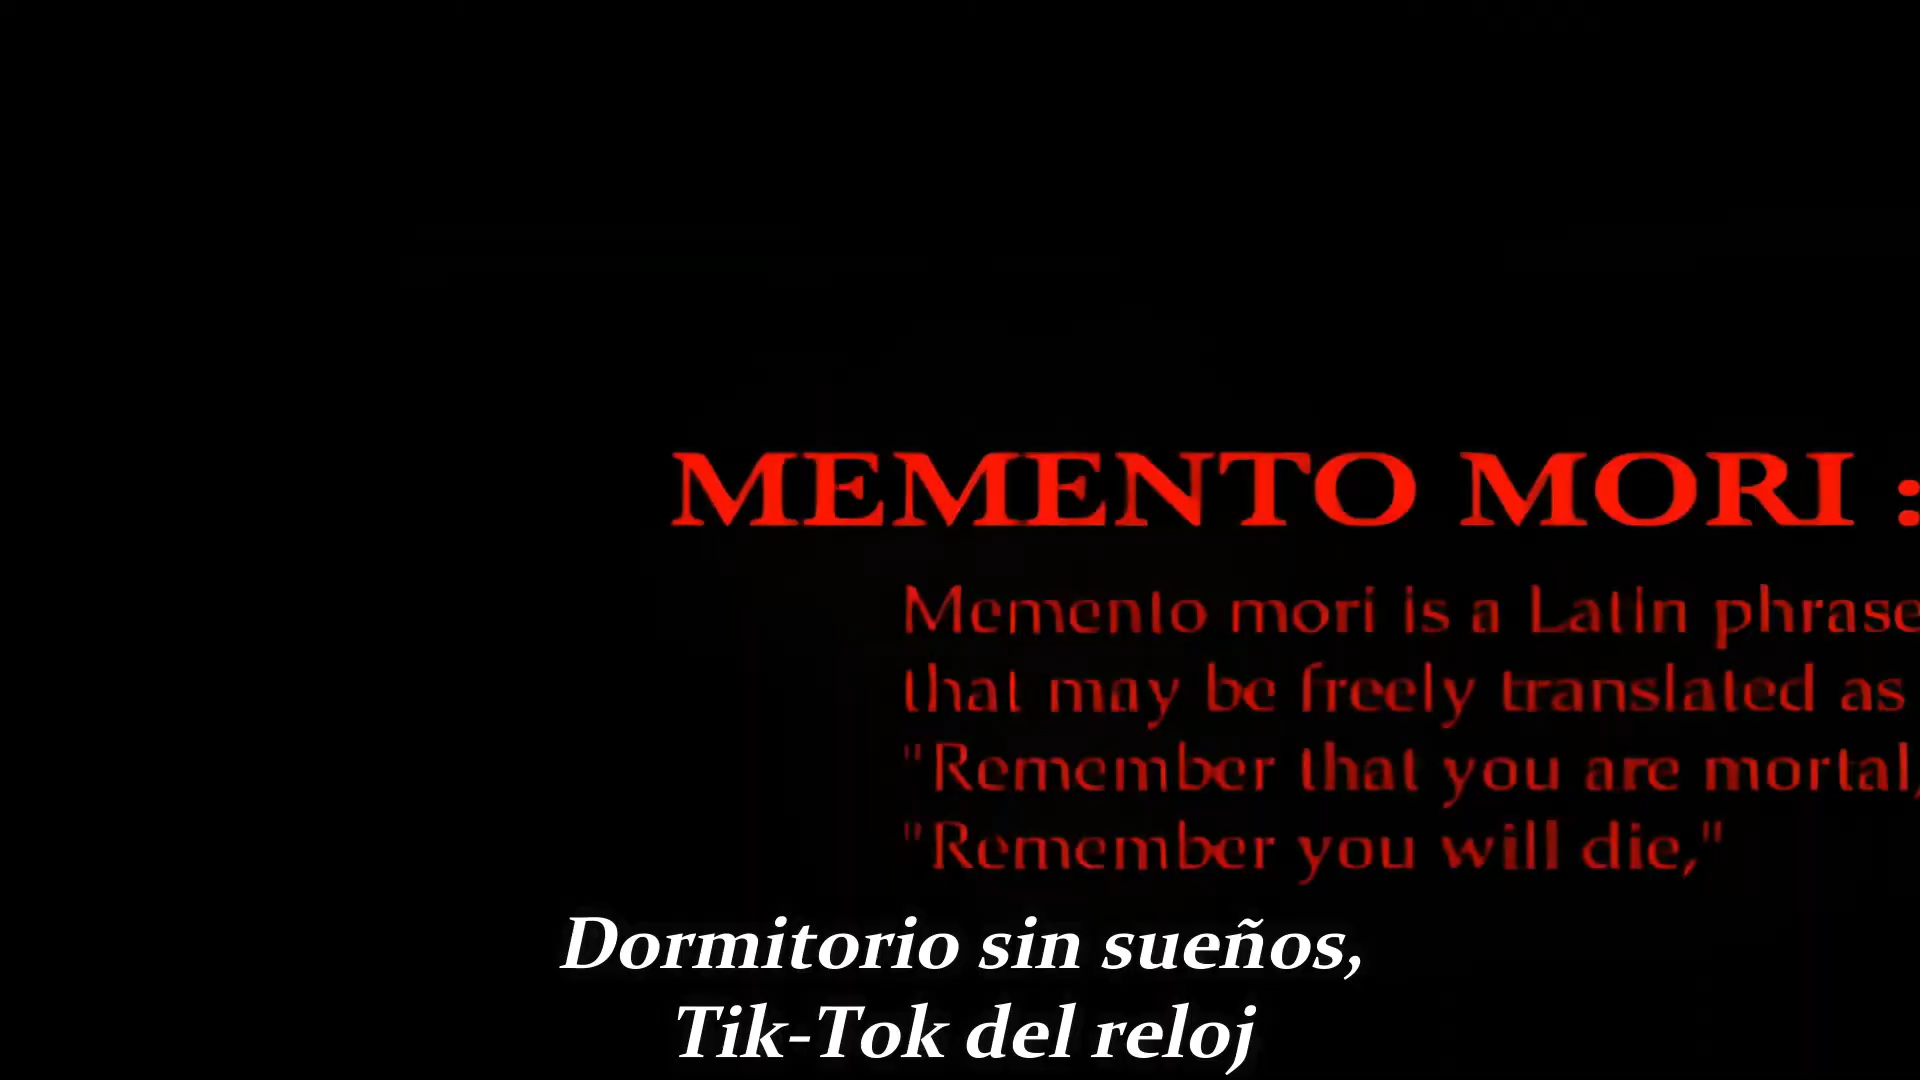 MEMENTO MORI :
Memento mori is a Latin phrase
that may be freely translated as
"Remember that you are mortal,
"Remember you will die,"
Dormitorio sin sueños,
Tik-Tok del reloj